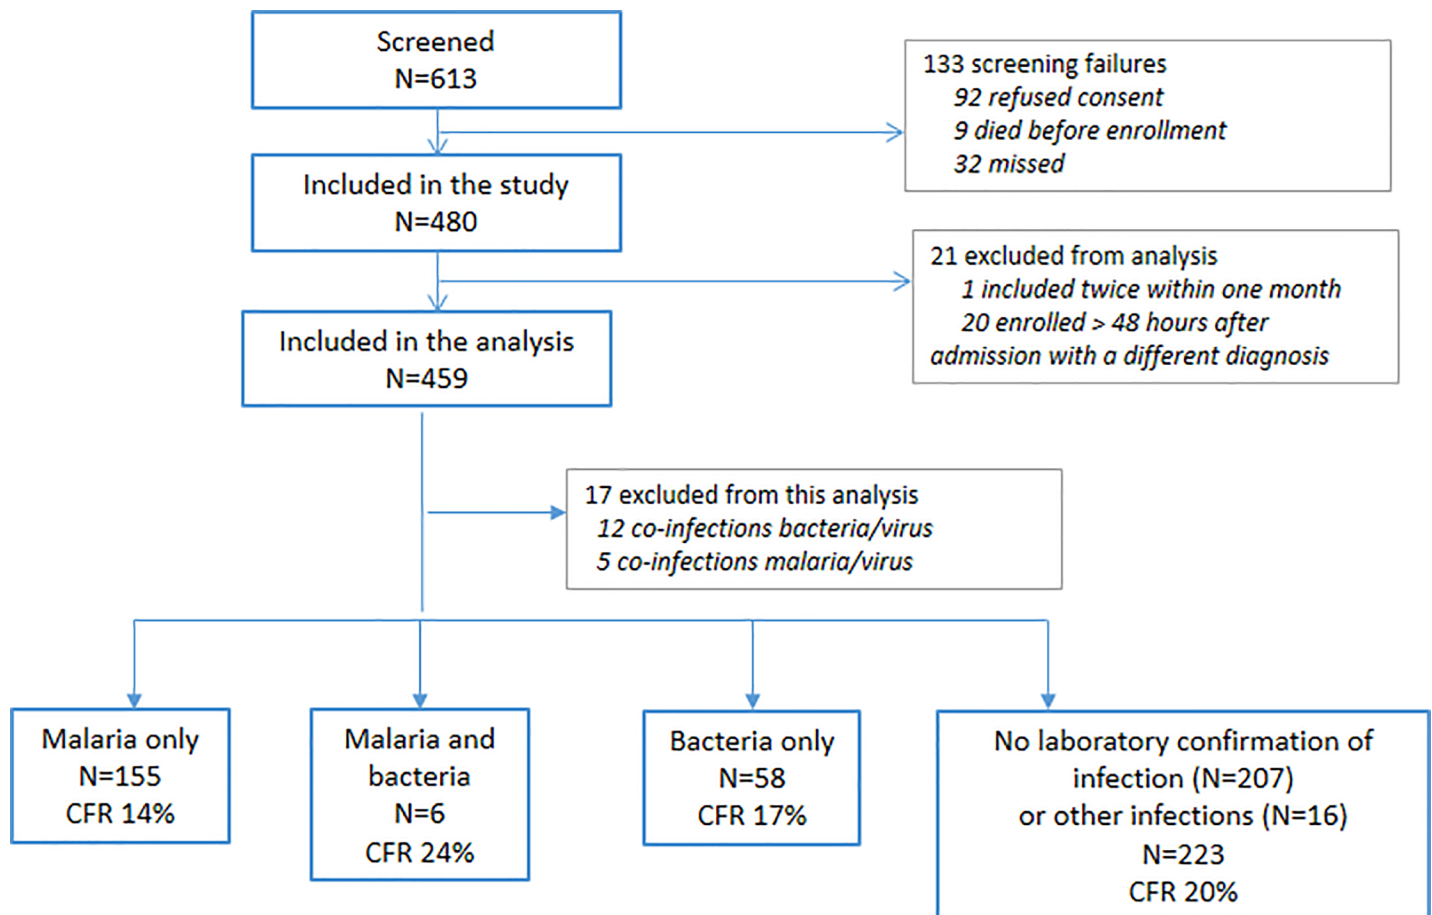 Screened
N=613
133 screening failures
92 refused consent
9 died before enrollment
32 missed
Included in the study
N=480
21 excluded from analysis
1 included twice within one month
20 enrolled > 48 hours after
admission with a different diagnosis
Included in the analysis
N=459
17 excluded from this analysis
12 co-infections bacteria/virus
5 co-infections malaria/virus
Malaria only
N=155
CFR 14%
Malaria and
bacteria
N=6
CFR 24%
Bacteria only
N=58
CFR 17%
No laboratory confirmation of
infection (N=207)
or other infections (N=16)
N=223
CFR 20%